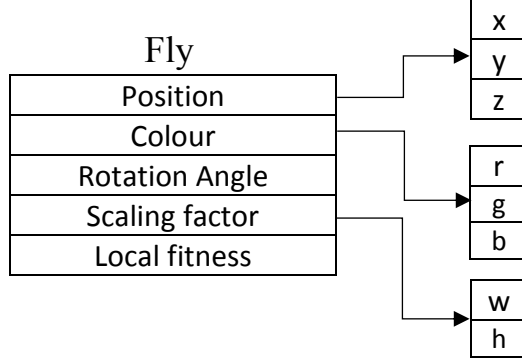 Fly
Position
Colour
Rotation Angle
Scaling factor
Local fitness
x
y
z
r
g
b
w
h